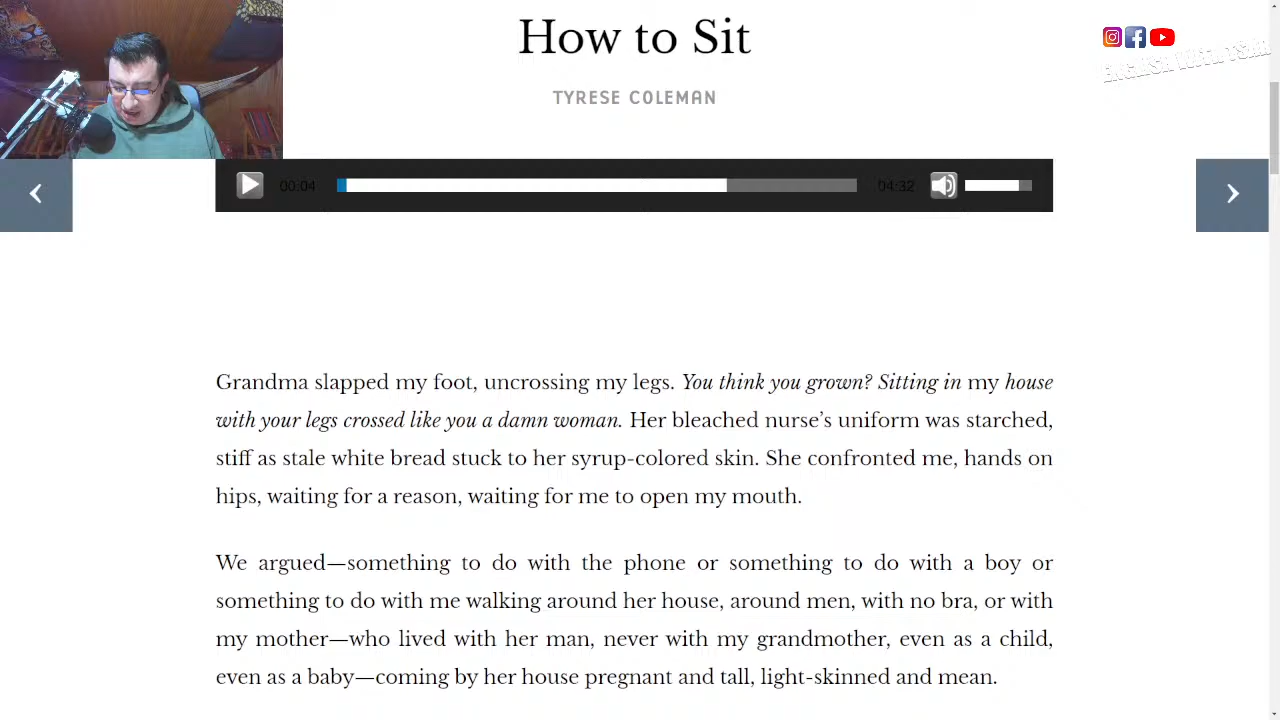 How to Sit
TYRESE COLEMAN
ENGLISH WITH
00:04
04:32
Grandma slapped my foot, uncrossing my legs. You think you grown? Sitting in my house
with your legs crossed like you a damn woman. Her bleached nurse’s uniform was starched,
stiff as stale white bread stuck to her syrup-colored skin. She confronted me, hands on
hips, waiting for a reason, waiting for me to open my mouth.
We argued—something to do with the phone or something to do with a boy or
something to do with me walking around her house, around men, with no bra, or with
my mother—who lived with her man, never with my grandmother, even as a child,
even as a baby—coming by her house pregnant and tall, light-skinned and mean.